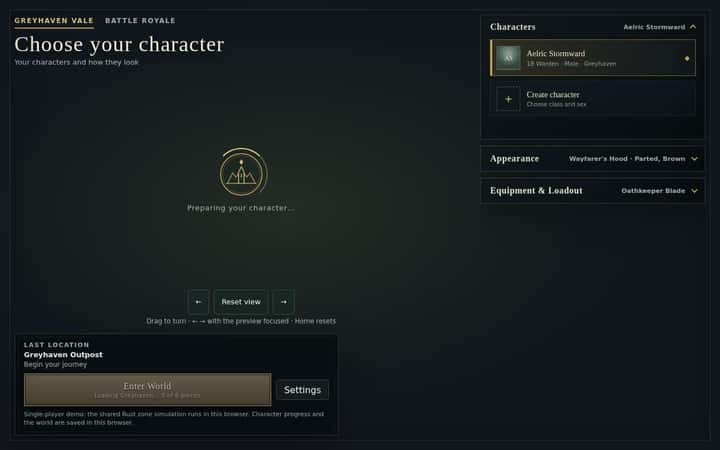 GREYHAVEN VALE BATTLE ROYALE
Choose your character
Your characters and how they look
Preparing your character...
← Reset view →
Drag to turn · ← → with the preview focused · Home resets
LAST LOCATION
Greyhaven Outpost
Begin your journey
Enter World
Loading Greyhaven... 0 of 6 pieces
Settings
Single-player demo: the shared Rust zone simulation runs in this browser. Character progress and
the world are saved in this browser.
Characters Aelric Stormward
AS
Aelric Stormward
18 Warden · Male · Greyhaven
+
Create character
Choose class and sex
Appearance Wayfarer's Hood · Parted, Brown
Equipment & Loadout Oathkeeper Blade